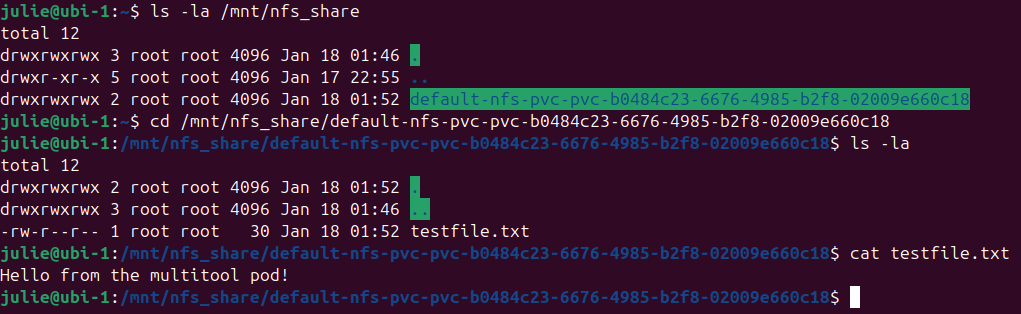 julie@ubi-1:~$ ls -la /mnt/nfs_share
total 12
drwxrwxrwx 3 root root 4096 Jan 18 01:46 .
drwxr-xr-x 5 root root 4096 Jan 17 22:55 ..
drwxrwxrwx 2 root root 4096 Jan 18 01:52 default-nfs-pvc-pvc-b0484c23-6676-4985-b2f8-02009e660c18
julie@ubi-1:~$ cd /mnt/nfs_share/default-nfs-pvc-pvc-b0484c23-6676-4985-b2f8-02009e660c18
julie@ubi-1:/mnt/nfs_share/default-nfs-pvc-pvc-b0484c23-6676-4985-b2f8-02009e660c18$ ls -la
total 12
drwxrwxrwx 2 root root 4096 Jan 18 01:52 .
drwxrwxrwx 3 root root 4096 Jan 18 01:46 ..
-rw-r--r-- 1 root root   30 Jan 18 01:52 testfile.txt
julie@ubi-1:/mnt/nfs_share/default-nfs-pvc-pvc-b0484c23-6676-4985-b2f8-02009e660c18$ cat testfile.txt
Hello from the multitool pod!
julie@ubi-1:/mnt/nfs_share/default-nfs-pvc-pvc-b0484c23-6676-4985-b2f8-02009e660c18$